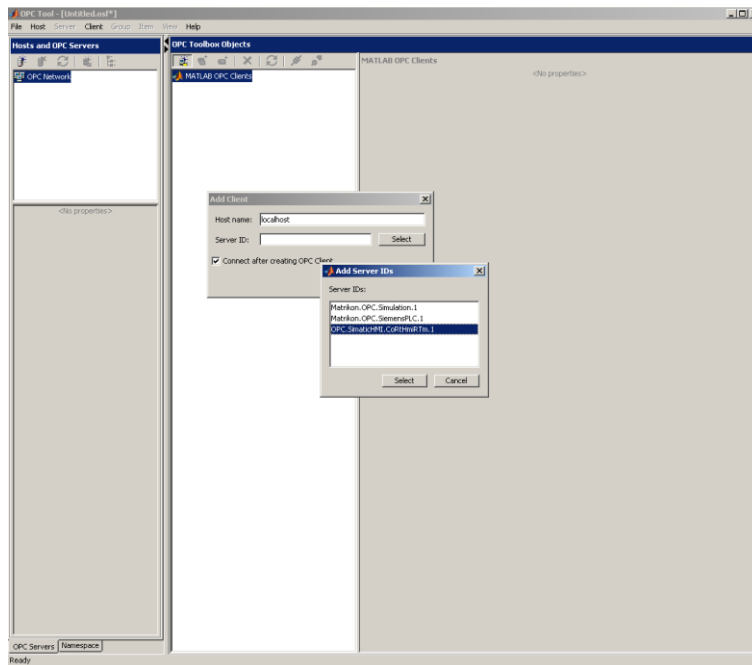 OPC Tool - [Untitled.osf*]
File Host Server Client Group Item View Help
Hosts and OPC Servers
OPC Network
<No properties>
OPC Servers Namespace
Ready
OPC Toolbox Objects
MATLAB OPC Clients
MATLAB OPC Clients
<No properties>
Add Client
Host name: localhost
Server ID: Select
Connect after creating OPC Client
Add Server IDs
Server IDs:
Matrikon.OPC.Simulation.1
Matrikon.OPC.SiemensPLC.1
OPC.SimaticHMI.CoRtHmiRTm.1
Select Cancel